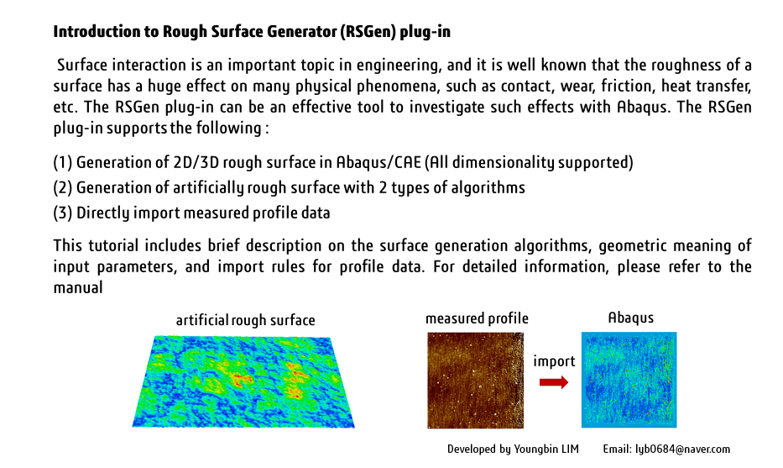 Introduction to Rough Surface Generator (RSGen) plug-in
Surface interaction is an important topic in engineering, and it is well known that the roughness of a
surface has a huge effect on many physical phenomena, such as contact, wear, friction, heat transfer,
etc. The RSGen plug-in can be an effective tool to investigate such effects with Abaqus. The RSGen
plug-in supports the following :
(1) Generation of 2D/3D rough surface in Abaqus/CAE (All dimensionality supported)
(2) Generation of artificially rough surface with 2 types of algorithms
(3) Directly import measured profile data
This tutorial includes brief description on the surface generation algorithms, geometric meaning of
input parameters, and import rules for profile data. For detailed information, please refer to the
manual
artificial rough surface
measured profile
Abaqus
import
Developed by Youngbin LIM
Email: lyb0684@naver.com